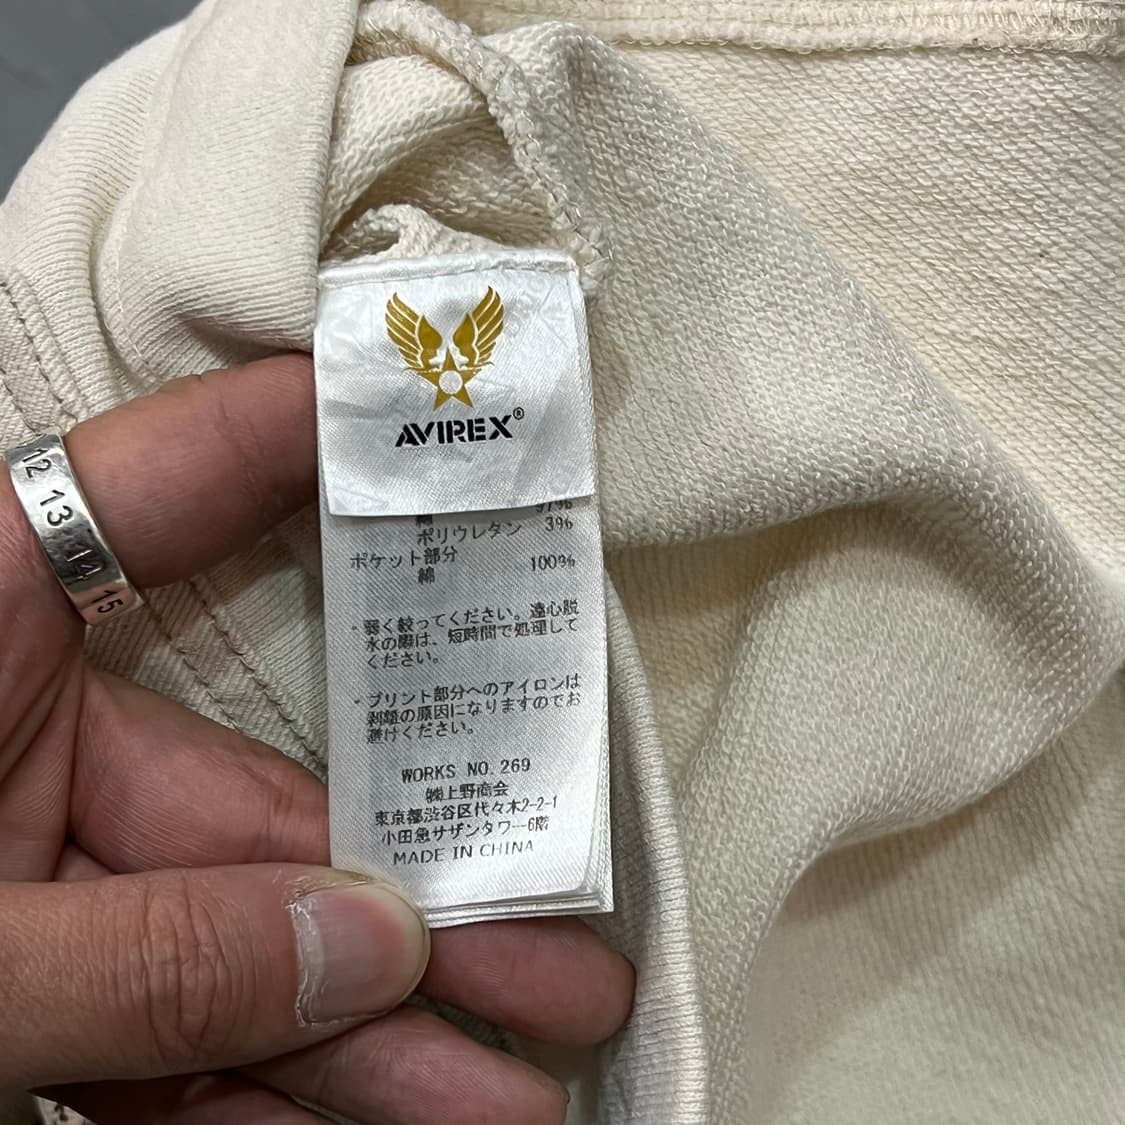 AVIREX®
綿 97%
ポリウレタン 3%
ポケット部分
綿 100%
・弱く絞ってください。遠心脱
水の際は、短時間で処理して
ください。
・プリント部分へのアイロンは
剥離の原因になりますのでお
避けください。
WORKS NO. 269
㈱上野商会
東京都渋谷区代々木2-2-1
小田急サザンタワー6階
MADE IN CHINA
12 13 14 15